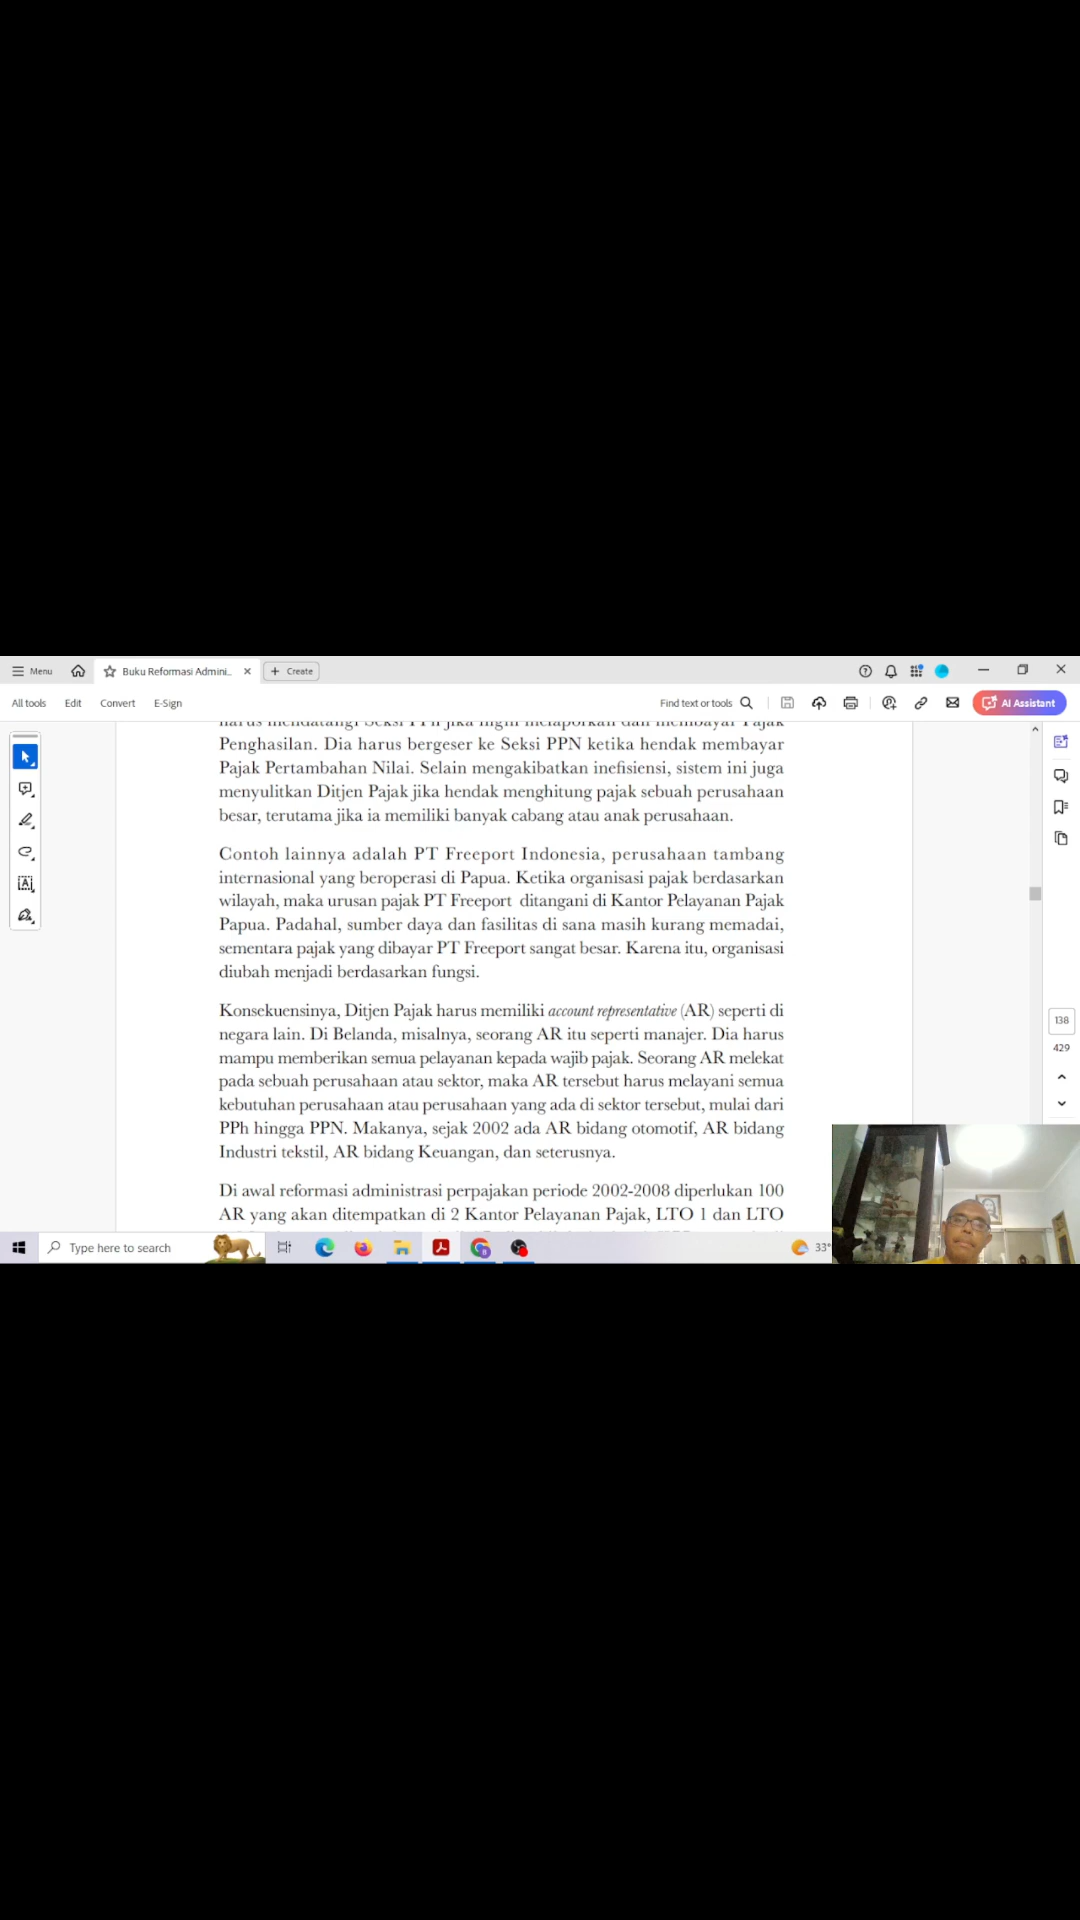 Menu
Buku Reformasi Admini...
Create
All tools
Edit
Convert
E-Sign
Find text or tools
AI Assistant
harus mendatangi Seksi PPh jika ingin melaporkan dan membayar Pajak
Penghasilan. Dia harus bergeser ke Seksi PPN ketika hendak membayar
Pajak Pertambahan Nilai. Selain mengakibatkan inefisiensi, sistem ini juga
menyulitkan Ditjen Pajak jika hendak menghitung pajak sebuah perusahaan
besar, terutama jika ia memiliki banyak cabang atau anak perusahaan.
Contoh lainnya adalah PT Freeport Indonesia, perusahaan tambang
internasional yang beroperasi di Papua. Ketika organisasi pajak berdasarkan
wilayah, maka urusan pajak PT Freeport ditangani di Kantor Pelayanan Pajak
Papua. Padahal, sumber daya dan fasilitas di sana masih kurang memadai,
sementara pajak yang dibayar PT Freeport sangat besar. Karena itu, organisasi
diubah menjadi berdasarkan fungsi.
Konsekuensinya, Ditjen Pajak harus memiliki account representative (AR) seperti di
negara lain. Di Belanda, misalnya, seorang AR itu seperti manajer. Dia harus
mampu memberikan semua pelayanan kepada wajib pajak. Seorang AR melekat
pada sebuah perusahaan atau sektor, maka AR tersebut harus melayani semua
kebutuhan perusahaan atau perusahaan yang ada di sektor tersebut, mulai dari
PPh hingga PPN. Makanya, sejak 2002 ada AR bidang otomotif, AR bidang
Industri tekstil, AR bidang Keuangan, dan seterusnya.
Di awal reformasi administrasi perpajakan periode 2002-2008 diperlukan 100
AR yang akan ditempatkan di 2 Kantor Pelayanan Pajak, LTO 1 dan LTO
138
429
Type here to search
33°